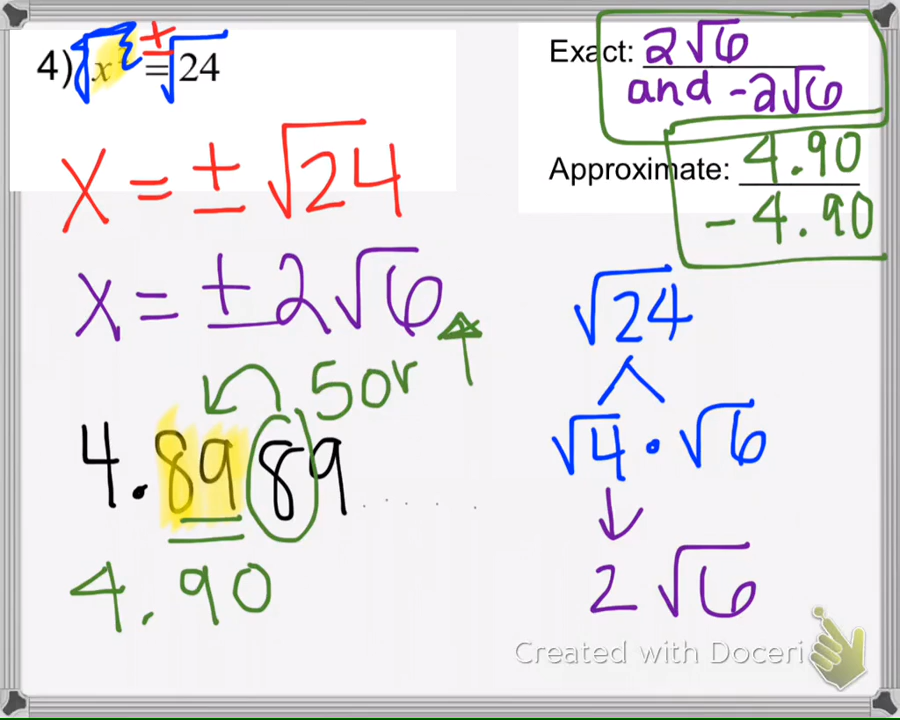 4) √x² = ±√24
x = ± √24
x = ± 2√6
5 or ↑
4.8989.....
4.90
Exact: 2√6
and -2√6
Approximate: 4.90
- 4.90
√24
√4 • √6
2 √6
Created with Doceri